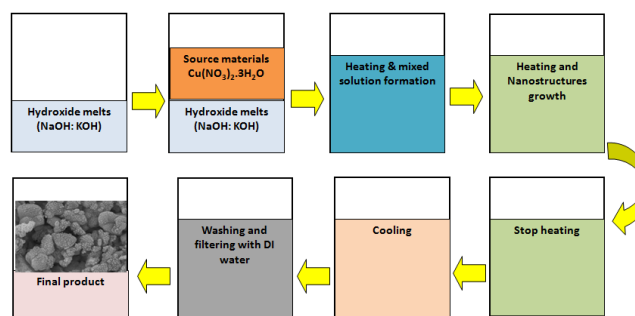 Hydroxide melts
(NaOH: KOH)
Source materials
Cu(NO₃)₂.3H₂O
Hydroxide melts
(NaOH: KOH)
Heating & mixed
solution formation
Heating and
Nanostructures
growth
Final product
Washing and
filtering with DI
water
Cooling
Stop heating